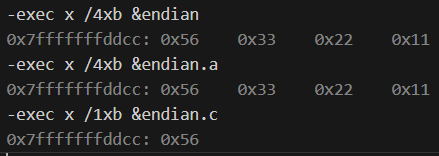 -exec x /4xb &endian
0x7fffffffddcc: 0x56 0x33 0x22 0x11
-exec x /4xb &endian.a
0x7fffffffddcc: 0x56 0x33 0x22 0x11
-exec x /1xb &endian.c
0x7fffffffddcc: 0x56